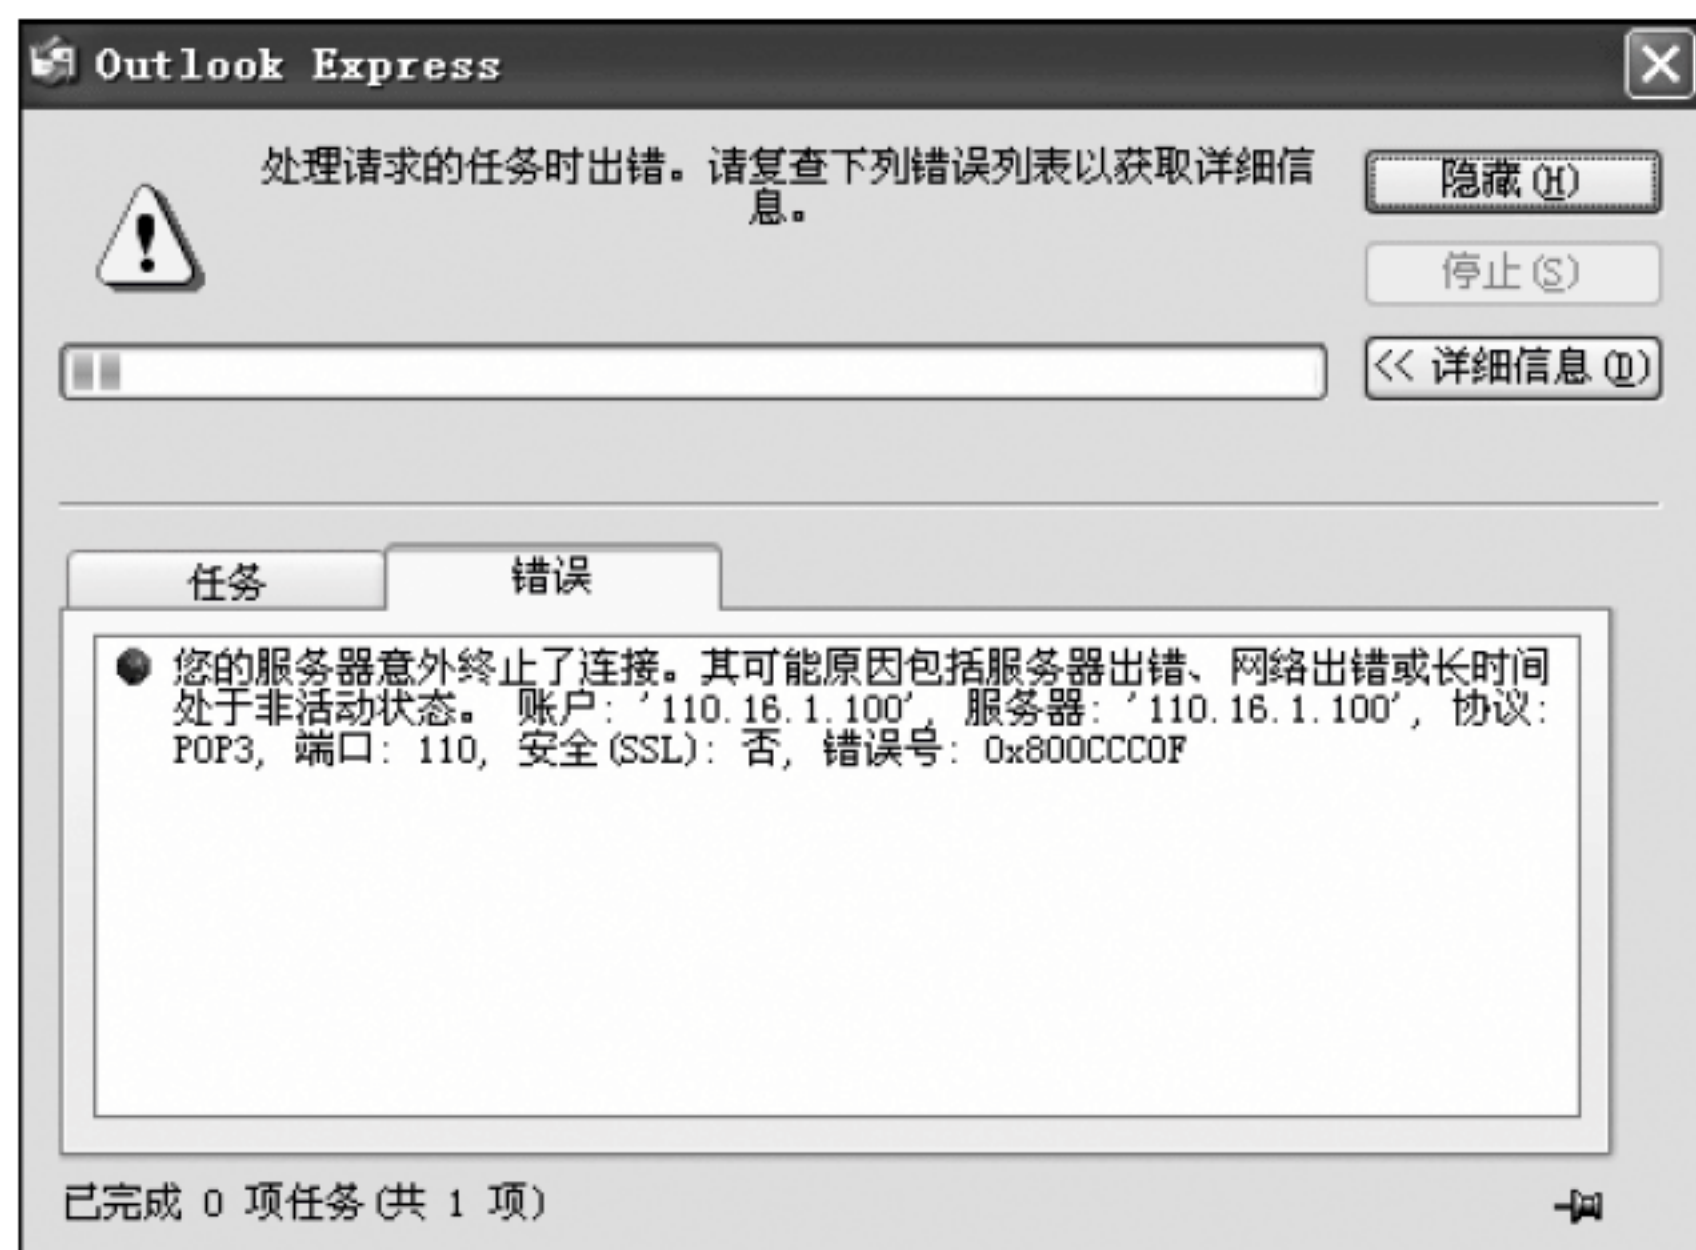 Outlook Express
处理请求的任务时出错。请复查下列错误列表以获取详细信
息。
隐藏(H)
停止(S)
<< 详细信息(D)
任务
错误
您的服务器意外终止了连接。其可能原因包括服务器出错、网络出错或长时间
处于非活动状态。 账户: '110.16.1.100', 服务器: '110.16.1.100', 协议:
POP3, 端口: 110, 安全(SSL): 否, 错误号: 0x800CCC0F
已完成 0 项任务(共 1 项)